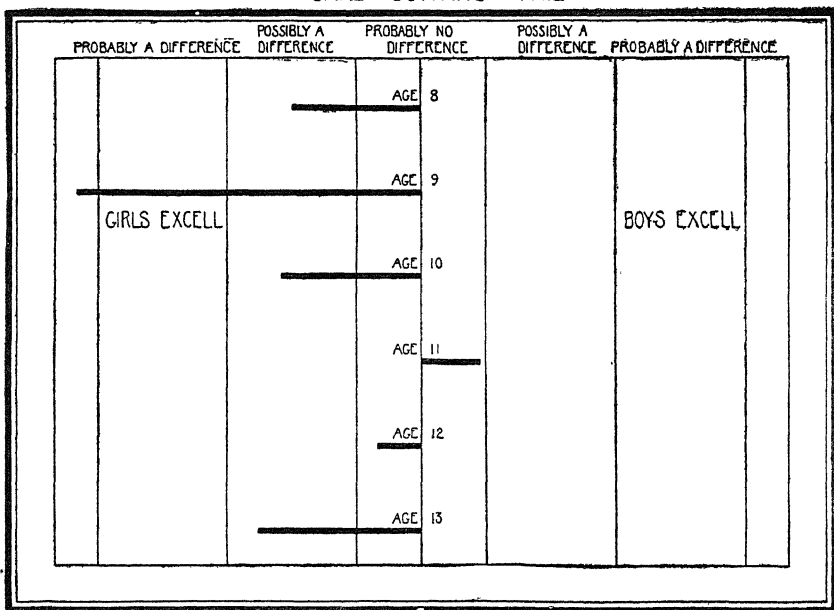 PROBABLY A DIFFERENCE
POSSIBLY A
DIFFERENCE
PROBABLY NO
DIFFERENCE
POSSIBLY A
DIFFERENCE
PROBABLY A DIFFERENCE
AGE 8
AGE 9
GIRLS EXCELL
BOYS EXCELL
AGE 10
AGE 11
AGE 12
AGE 13